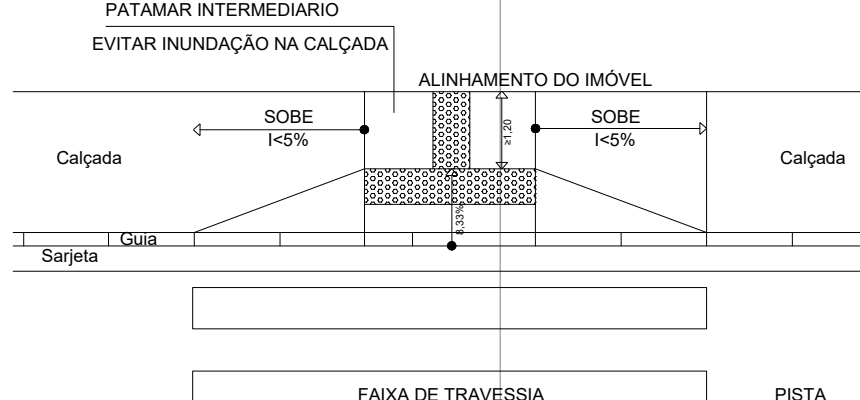 PATAMAR INTERMEDIARIO
EVITAR INUNDAÇÃO NA CALÇADA
ALINHAMENTO DO IMÓVEL
SOBE
I<5%
≥1,20
SOBE
I<5%
Calçada
Calçada
8,33%
Guia
Sarjeta
FAIXA DE TRAVESSIA
PISTA